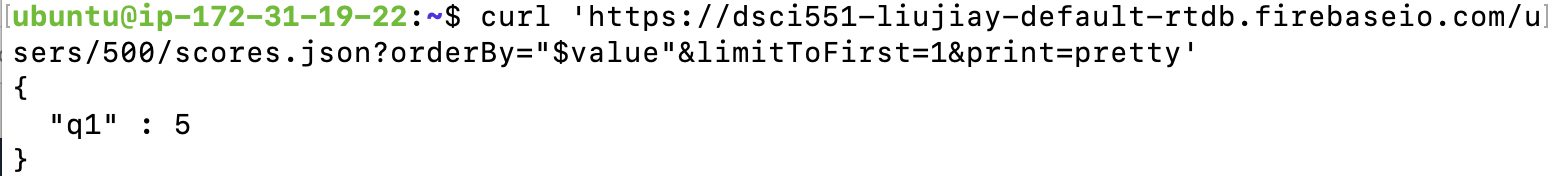 [ubuntu@ip-172-31-19-22:~$ curl 'https://dsci551-liujiay-default-rtdb.firebaseio.com/u]
sers/500/scores.json?orderBy="$value"&limitToFirst=1&print=pretty'
{
  "q1" : 5
}